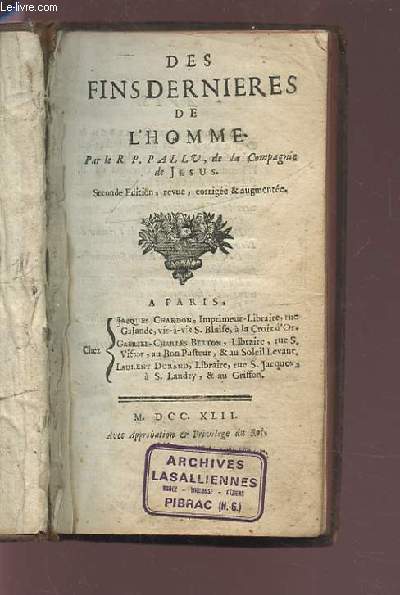 LE-LIVRE.COM
DES
FINS DERNIERES
DE
L'HOMME.
Par le R. P. PALLU, de la Compagnie
de JESUS.
Seconde Edition, revue, corrigée & augmentée.
A PARIS,
Chez
JACQUES CHARDON, Imprimeur-Libraire, rue
Galande, vis-à-vis S. Blaise, à la Croix d'Or.
GABRIEL-CHARLES BERTON, Libraire, rue S.
Victor, au Bon Pasteur, & au Soleil Levant.
LAURENT DURAND, Libraire, rue S. Jacques,
à S. Landry, & au Griffon.
M. DCC. XLII.
Avec Approbation & Privilege du Roi.
ARCHIVES
LASALLIENNES
PIBRAC (H. G.)